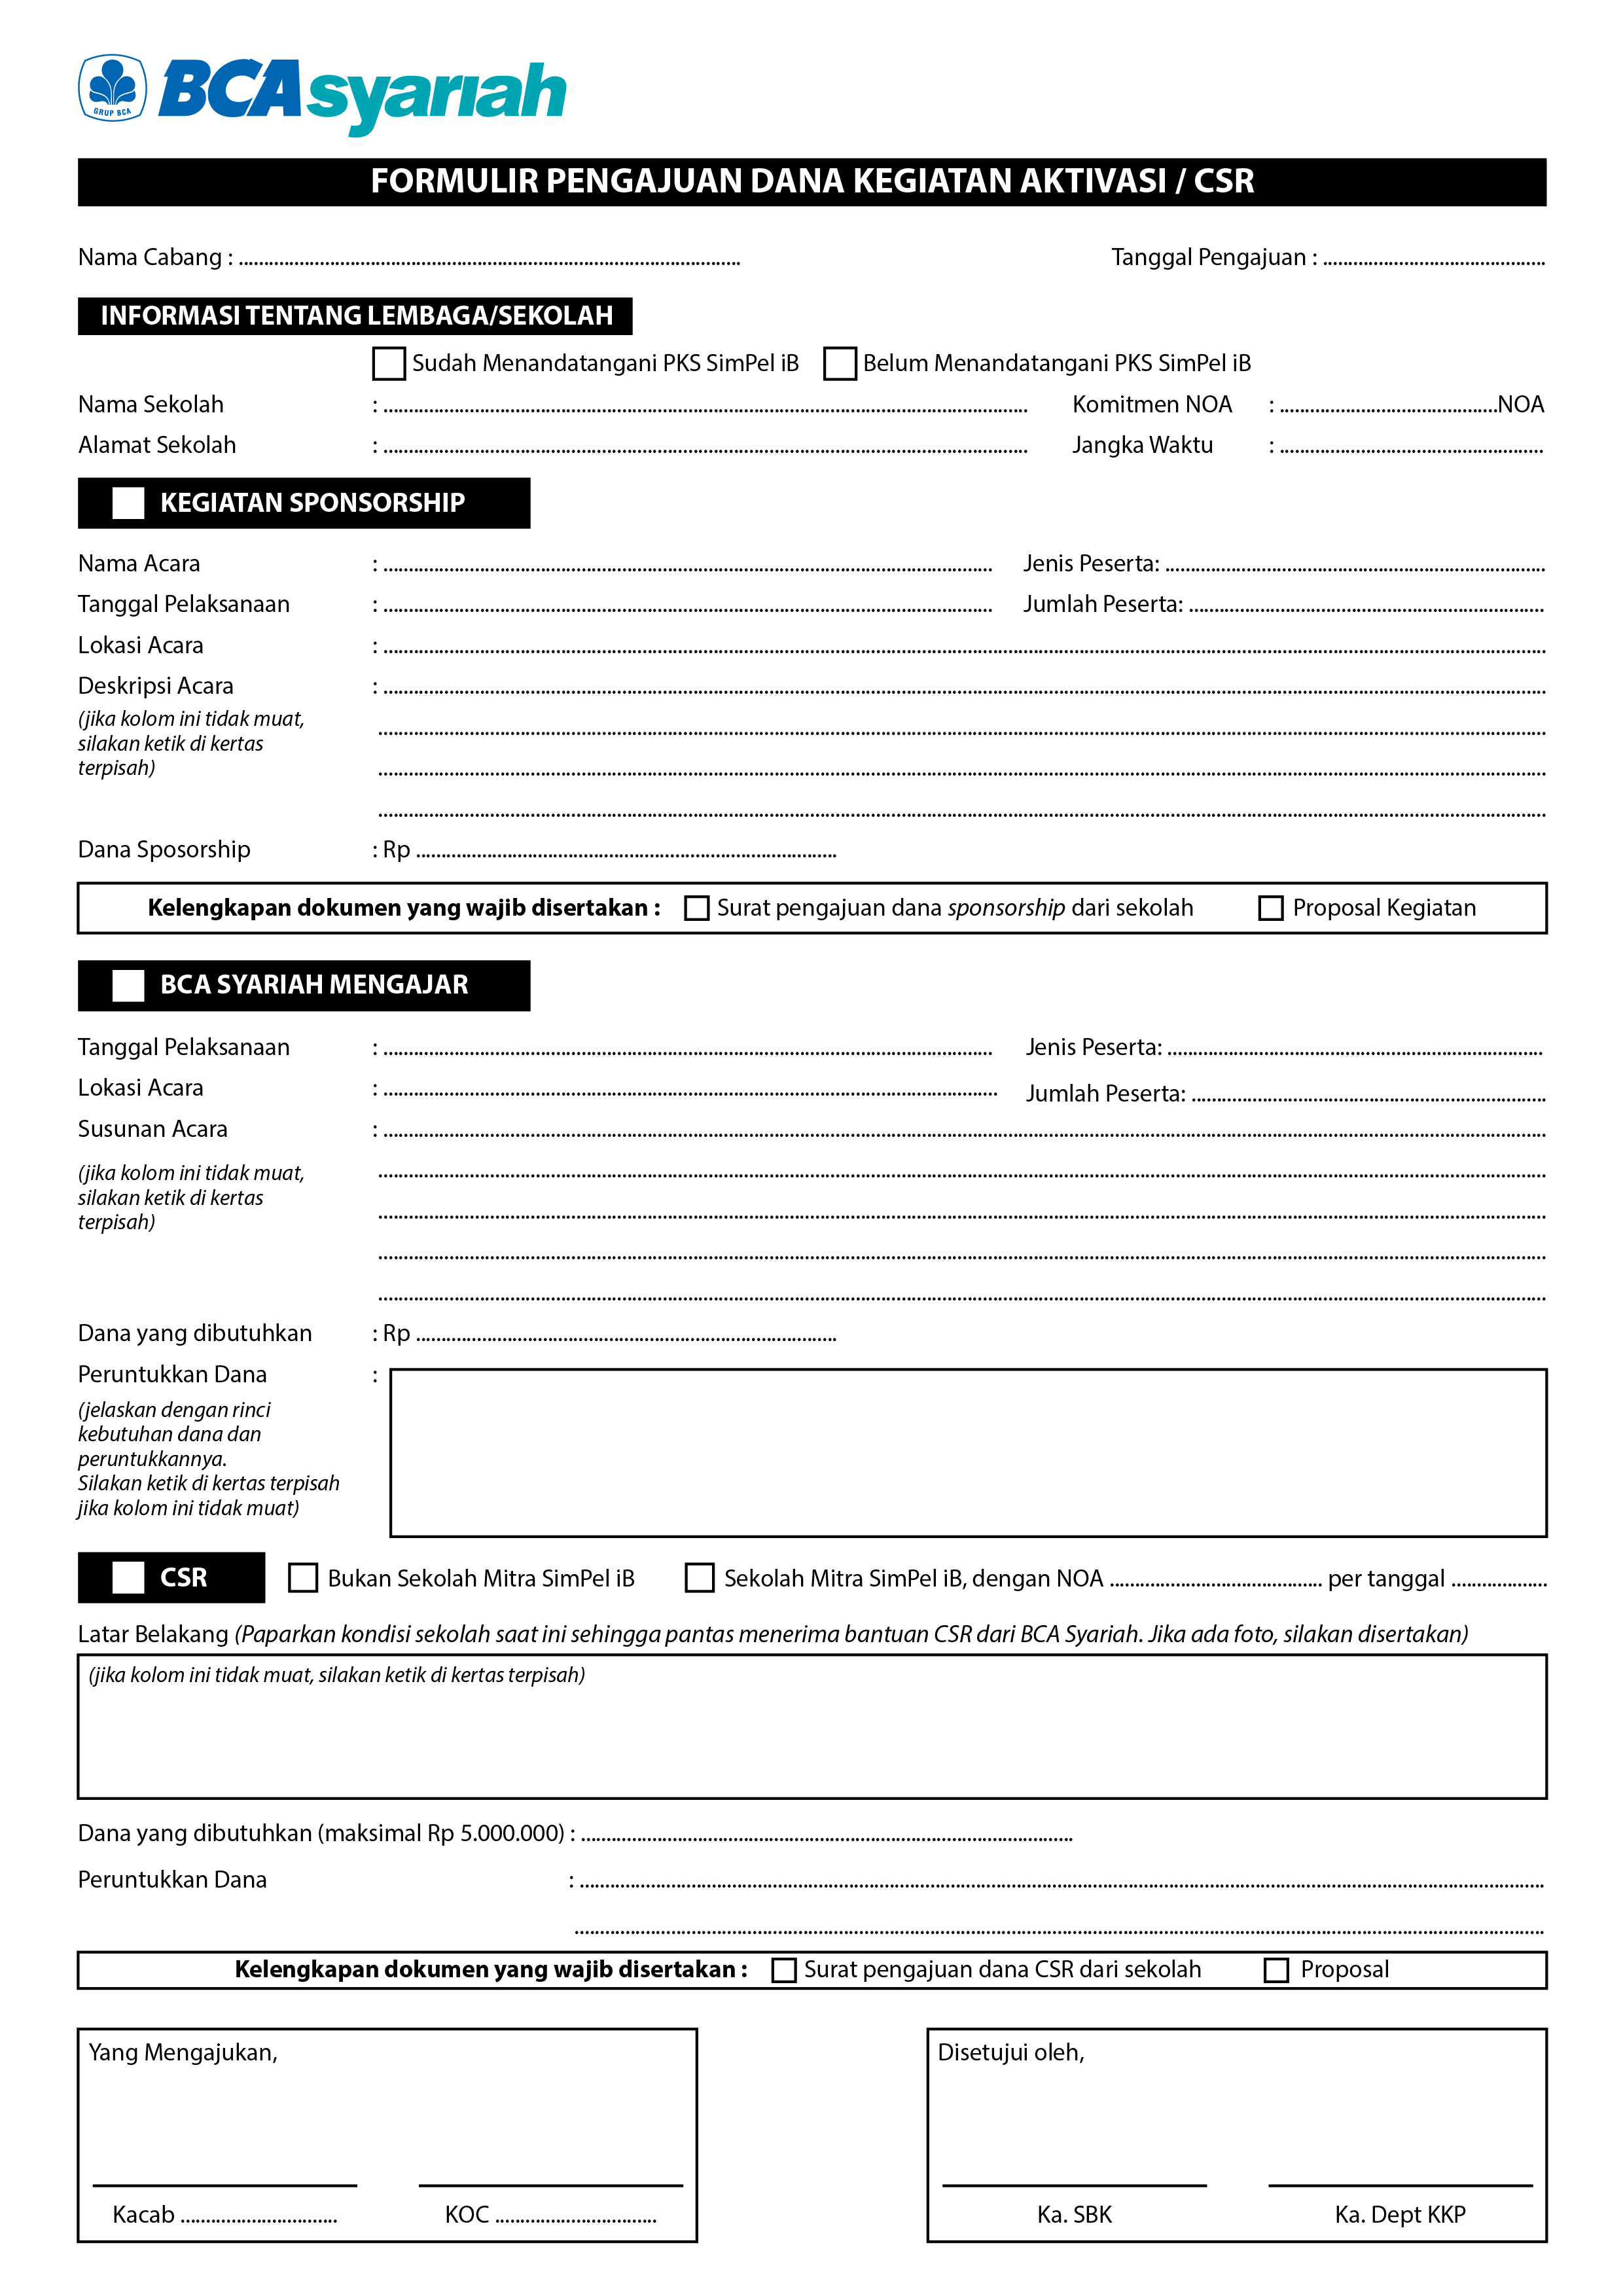 GRUP BCA
BCA syariah
FORMULIR PENGAJUAN DANA KEGIATAN AKTIVASI / CSR
Nama Cabang : ........................................ Tanggal Pengajuan : ........................................
INFORMASI TENTANG LEMBAGA/SEKOLAH
Sudah Menandatangani PKS SimPel iB Belum Menandatangani PKS SimPel iB
Nama Sekolah : ........................................ Komitmen NOA : ........................................NOA
Alamat Sekolah : ........................................ Jangka Waktu : ........................................
KEGIATAN SPONSORSHIP
Nama Acara : ........................................ Jenis Peserta: ........................................
Tanggal Pelaksanaan : ........................................ Jumlah Peserta: ........................................
Lokasi Acara : ........................................
Deskripsi Acara : ........................................
(jika kolom ini tidak muat,
silakan ketik di kertas
terpisah)
Dana Sposorship : Rp ........................................
Kelengkapan dokumen yang wajib disertakan : Surat pengajuan dana sponsorship dari sekolah Proposal Kegiatan
BCA SYARIAH MENGAJAR
Tanggal Pelaksanaan : ........................................ Jenis Peserta: ........................................
Lokasi Acara : ........................................ Jumlah Peserta: ........................................
Susunan Acara : ........................................
(jika kolom ini tidak muat,
silakan ketik di kertas
terpisah)
Dana yang dibutuhkan : Rp ........................................
Peruntukkan Dana :
(jelaskan dengan rinci
kebutuhan dana dan
peruntukkannya.
Silakan ketik di kertas terpisah
jika kolom ini tidak muat)
CSR Bukan Sekolah Mitra SimPel iB Sekolah Mitra SimPel iB, dengan NOA ........................................ per tanggal ...................
Latar Belakang (Paparkan kondisi sekolah saat ini sehingga pantas menerima bantuan CSR dari BCA Syariah. Jika ada foto, silakan disertakan)
(jika kolom ini tidak muat, silakan ketik di kertas terpisah)
Dana yang dibutuhkan (maksimal Rp 5.000.000) : ........................................
Peruntukkan Dana : ........................................
Kelengkapan dokumen yang wajib disertakan : Surat pengajuan dana CSR dari sekolah Proposal
Yang Mengajukan, Disetujui oleh,
Kacab ............................... KOC ................................ Ka. SBK Ka. Dept KKP